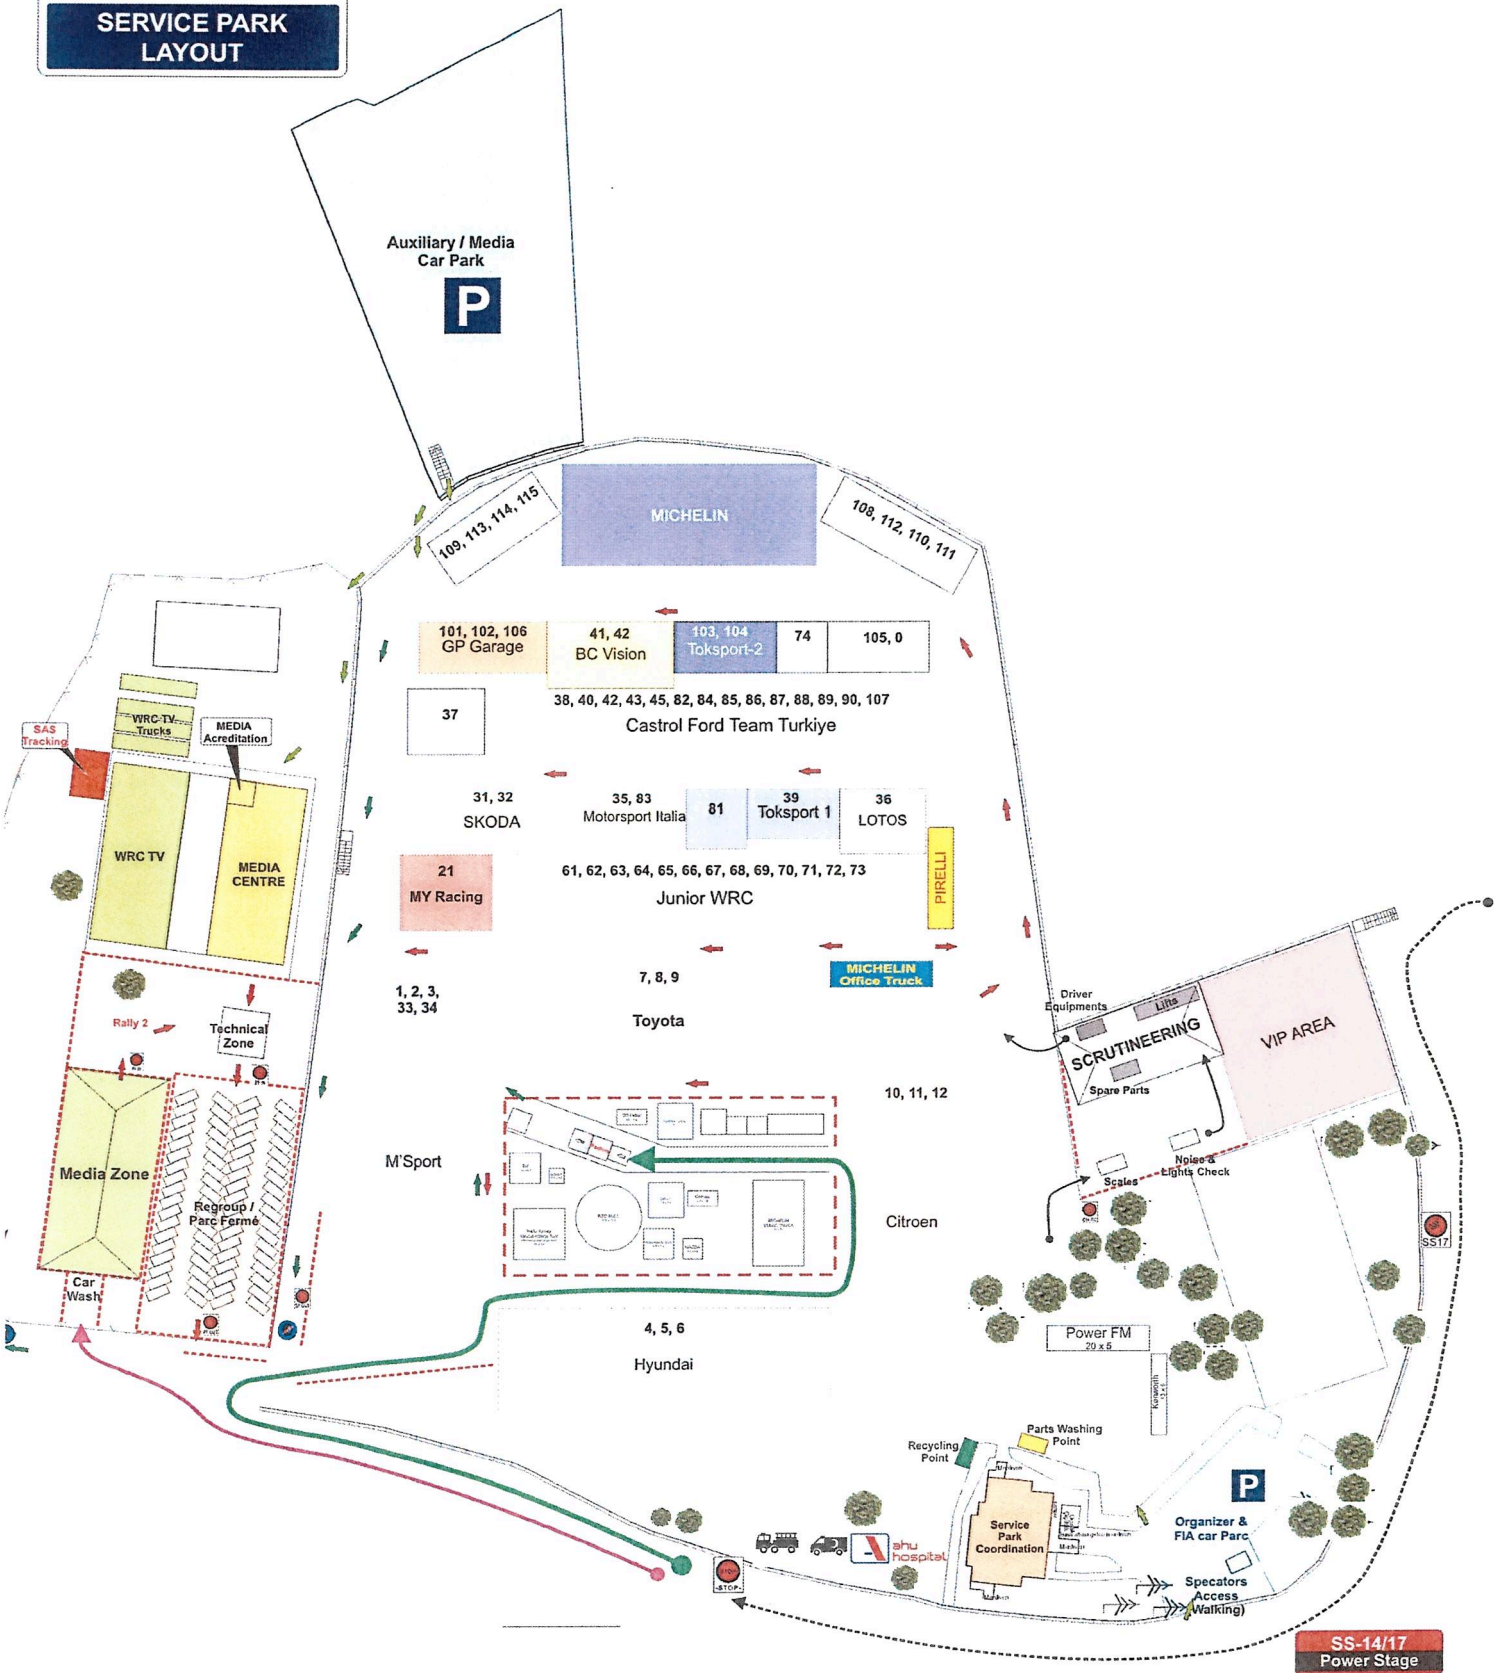 SERVICE PARK
LAYOUT
Auxiliary / Media
Car Park
P
109, 113, 114, 115
MICHELIN
108, 112, 110, 111
101, 102, 106
GP Garage
41, 42
BC Vision
103, 104
Toksport-2
74
105, 0
37
38, 40, 42, 43, 45, 82, 84, 85, 86, 87, 88, 89, 90, 107
Castrol Ford Team Turkiye
SAS
Tracking
WRC TV
Trucks
MEDIA
Acreditation
31, 32
SKODA
35, 83
Motorsport Italia
81
39
Toksport 1
36
LOTOS
WRC TV
MEDIA
CENTRE
21
MY Racing
61, 62, 63, 64, 65, 66, 67, 68, 69, 70, 71, 72, 73
Junior WRC
PIRELLI
MICHELIN
Office Truck
1, 2, 3,
33, 34
7, 8, 9
Toyota
Rally 2
Technical
Zone
Driver
Equipments
Lifts
SCRUTINEERING
VIP AREA
Spare Parts
10, 11, 12
Media Zone
M'Sport
Noise &
Lights Check
Scales
Regroup /
Parc Fermé
Citroen
SS17
Car
Wash
4, 5, 6
Hyundai
Power FM
20 x 5
Kenworth
Recycling
Point
Parts Washing
Point
P
Service
Park
Coordination
Organizer &
FIA car Parc
ahu
hospital
-STOP-
Specators
Access
Walking)
SS-14/17
Power Stage